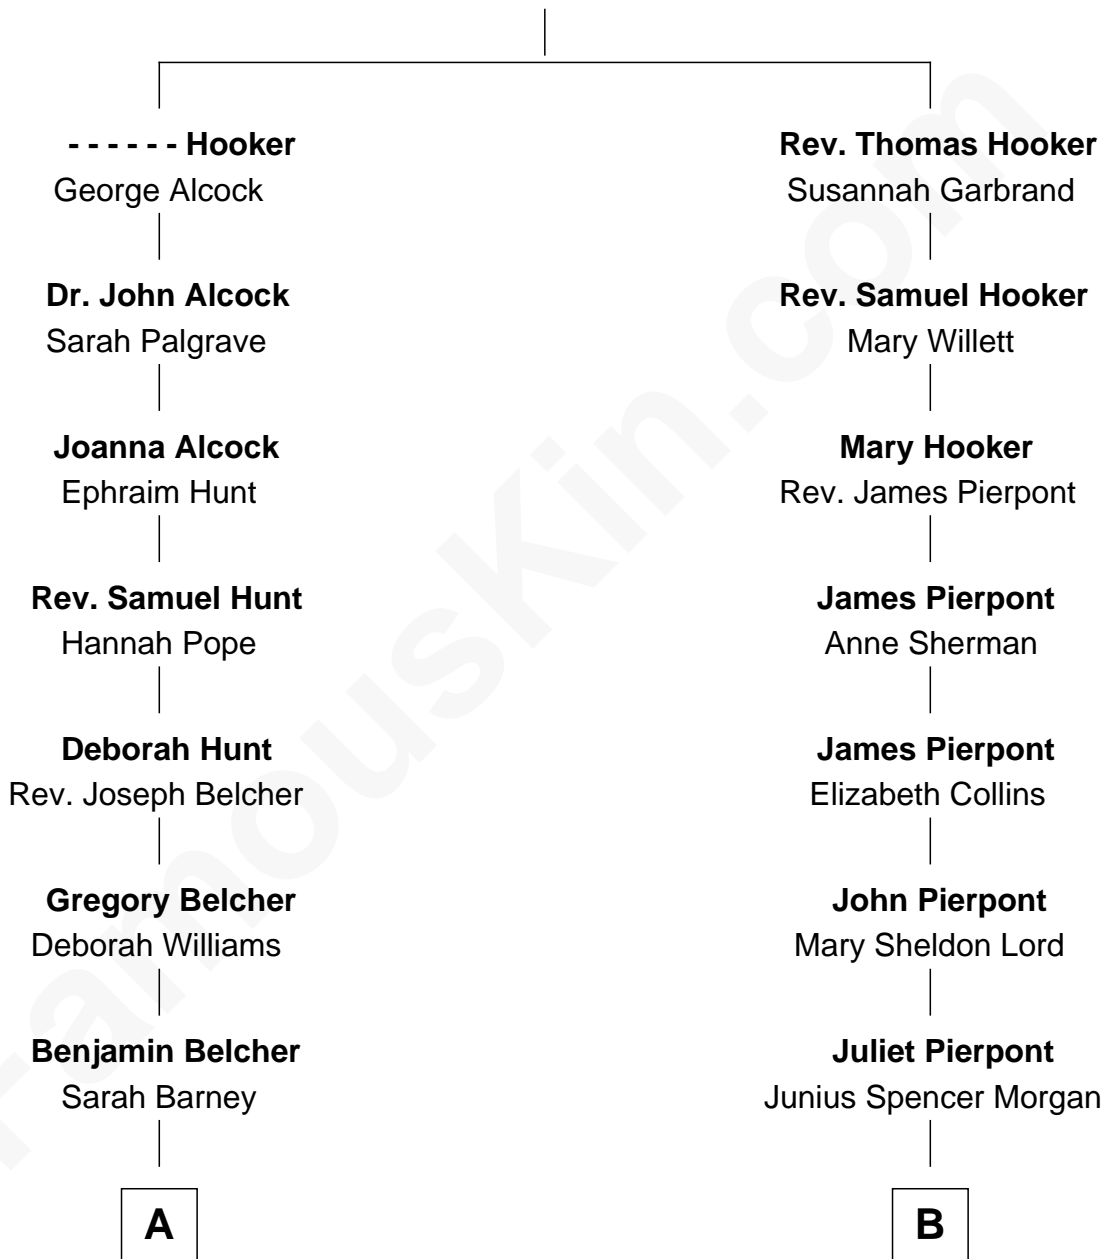 - - - - - - Hooker
George Alcock
Dr. John Alcock
Sarah Palgrave
Joanna Alcock
Ephraim Hunt
Rev. Samuel Hunt
Hannah Pope
Deborah Hunt
Rev. Joseph Belcher
Gregory Belcher
Deborah Williams
Benjamin Belcher
Sarah Barney
A
Rev. Thomas Hooker
Susannah Garbrand
Rev. Samuel Hooker
Mary Willett
Mary Hooker
Rev. James Pierpont
James Pierpont
Anne Sherman
James Pierpont
Elizabeth Collins
John Pierpont
Mary Sheldon Lord
Juliet Pierpont
Junius Spencer Morgan
B
FamousKin.com